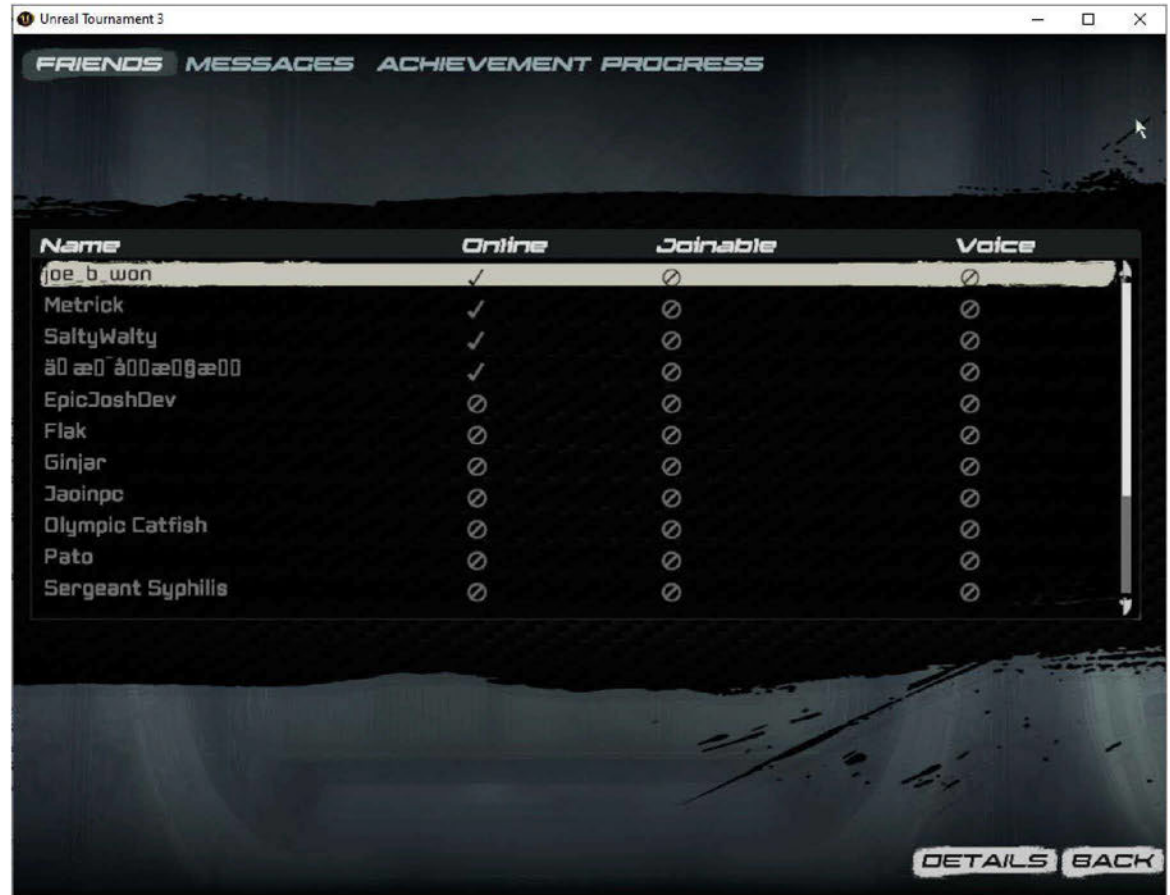 Unreal Tournament 3
FRIENDS MESSAGES ACHIEVEMENT PROGRESS
Name Online Joinable Voice
joe_b_won
Metrick
SaltyWalty
EpicJoshDev
Flak
Ginjar
Jaoinpc
Olympic Catfish
Pato
Sergeant Syphilis
DETAILS BACK